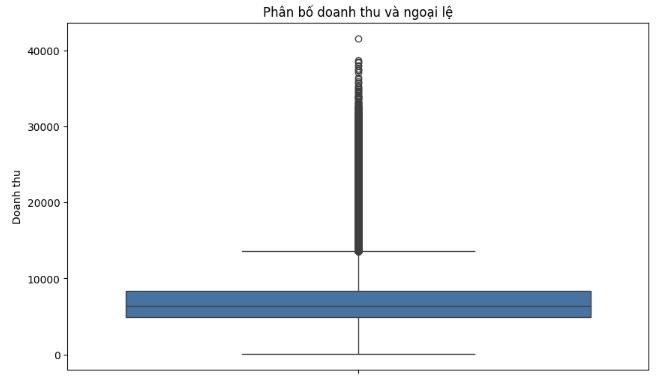 Phân bố doanh thu và ngoại lệ
40000
30000
20000
10000
0
Doanh thu